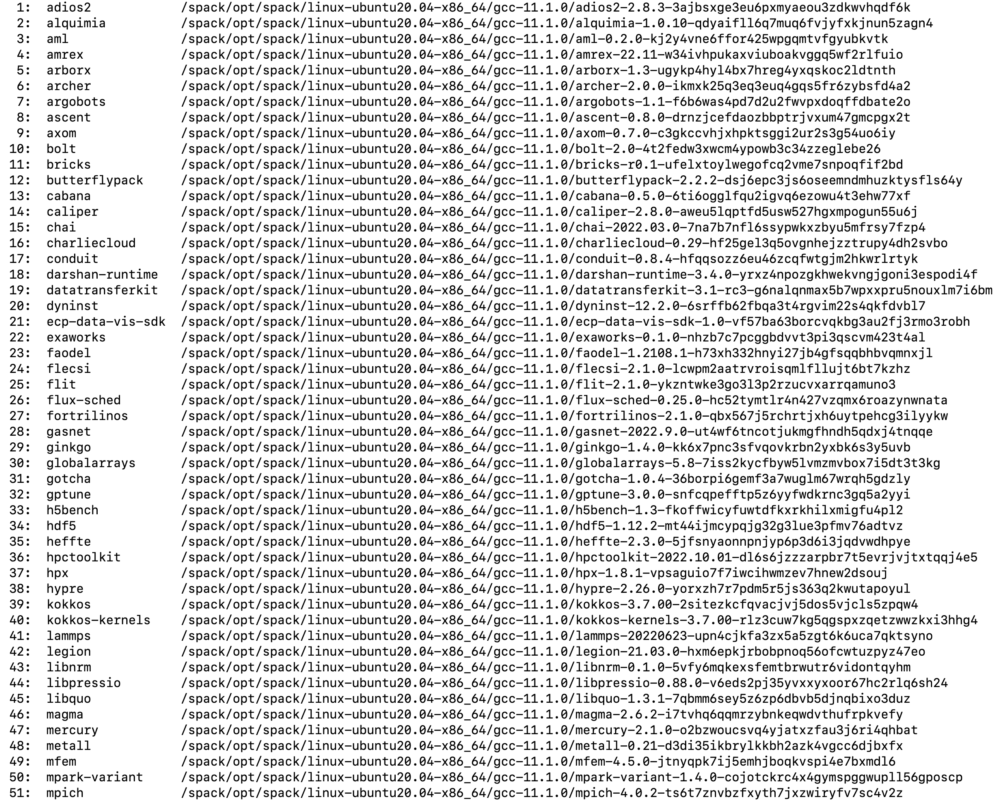 1: adios2 /spack/opt/spack/linux-ubuntu20.04-x86_64/gcc-11.1.0/adios2-2.8.3-3ajbsxge3eu6pxmyaeou3zdkwvhqdf6k
2: alquimia /spack/opt/spack/linux-ubuntu20.04-x86_64/gcc-11.1.0/alquimia-1.0.10-qdyaifll6q7muq6fvjyfxkjnun5zagn4
3: aml /spack/opt/spack/linux-ubuntu20.04-x86_64/gcc-11.1.0/aml-0.2.0-kj2y4vne6ffor425wpgqmtvfgyubkvtk
4: amrex /spack/opt/spack/linux-ubuntu20.04-x86_64/gcc-11.1.0/amrex-22.11-w34ivhpukaxviuboakvggq5wf2rlfuio
5: arborx /spack/opt/spack/linux-ubuntu20.04-x86_64/gcc-11.1.0/arborx-1.3-ugykp4hyl4bx7hreg4yxqskoc2ldtnth
6: archer /spack/opt/spack/linux-ubuntu20.04-x86_64/gcc-11.1.0/archer-2.0.0-ikmxk25q3eq3euq4gqs5fr6zybsfd4a2
7: argobots /spack/opt/spack/linux-ubuntu20.04-x86_64/gcc-11.1.0/argobots-1.1-f6b6was4pd7d2u2fwvpxdoqffdbate2o
8: ascent /spack/opt/spack/linux-ubuntu20.04-x86_64/gcc-11.1.0/ascent-0.8.0-drnzjcefdaozbbptrjvxum47gmcpgx2t
9: axom /spack/opt/spack/linux-ubuntu20.04-x86_64/gcc-11.1.0/axom-0.7.0-c3gkccvhjxhpktsggi2ur2s3g54uo6iy
10: bolt /spack/opt/spack/linux-ubuntu20.04-x86_64/gcc-11.1.0/bolt-2.0-4t2fedw3xwcm4ypowb3c34zzeglebe26
11: bricks /spack/opt/spack/linux-ubuntu20.04-x86_64/gcc-11.1.0/bricks-r0.1-ufelxtoylwegofcq2vme7snpoqfif2bd
12: butterflypack /spack/opt/spack/linux-ubuntu20.04-x86_64/gcc-11.1.0/butterflypack-2.2.2-dsj6epc3js6oseemndmhuzktysfls64y
13: cabana /spack/opt/spack/linux-ubuntu20.04-x86_64/gcc-11.1.0/cabana-0.5.0-6ti6ogglfqu2igvq6ezowu4t3ehw77xf
14: caliper /spack/opt/spack/linux-ubuntu20.04-x86_64/gcc-11.1.0/caliper-2.8.0-aweu5lqptfd5usw527hgxmpogun55u6j
15: chai /spack/opt/spack/linux-ubuntu20.04-x86_64/gcc-11.1.0/chai-2022.03.0-7na7b7nfl6ssypwkxzbyu5mfrsy7fzp4
16: charliecloud /spack/opt/spack/linux-ubuntu20.04-x86_64/gcc-11.1.0/charliecloud-0.29-hf25gel3q5ovgnhejzztrupy4dh2svbo
17: conduit /spack/opt/spack/linux-ubuntu20.04-x86_64/gcc-11.1.0/conduit-0.8.4-hfqqsozz6eu46zcqfwtgjm2hkwrlrtyk
18: darshan-runtime /spack/opt/spack/linux-ubuntu20.04-x86_64/gcc-11.1.0/darshan-runtime-3.4.0-yrxz4npozgkhwekvngjgoni3espodi4f
19: datatransferkit /spack/opt/spack/linux-ubuntu20.04-x86_64/gcc-11.1.0/datatransferkit-3.1-rc3-g6nalqnmax5b7wpxxpru5nouxlm7i6bm
20: dyninst /spack/opt/spack/linux-ubuntu20.04-x86_64/gcc-11.1.0/dyninst-12.2.0-6srffb62fbqa3t4rgvim22s4qkfdvbl7
21: ecp-data-vis-sdk /spack/opt/spack/linux-ubuntu20.04-x86_64/gcc-11.1.0/ecp-data-vis-sdk-1.0-vf57ba63borcvqkbg3au2fj3rmo3robh
22: exaworks /spack/opt/spack/linux-ubuntu20.04-x86_64/gcc-11.1.0/exaworks-0.1.0-nhzb7c7pcggbdvvt3pi3qscvm423t4al
23: faodel /spack/opt/spack/linux-ubuntu20.04-x86_64/gcc-11.1.0/faodel-1.2108.1-h73xh332hnyi27jb4gfsqqbhbvqmnxjl
24: flecsi /spack/opt/spack/linux-ubuntu20.04-x86_64/gcc-11.1.0/flecsi-2.1.0-lcwpm2aatrvroisqmlfllujt6bt7kzhz
25: flit /spack/opt/spack/linux-ubuntu20.04-x86_64/gcc-11.1.0/flit-2.1.0-ykzntwke3go3l3p2rzucvxarrqamuno3
26: flux-sched /spack/opt/spack/linux-ubuntu20.04-x86_64/gcc-11.1.0/flux-sched-0.25.0-hc52tymtlr4n427vzqmx6roazynwnata
27: fortrilinos /spack/opt/spack/linux-ubuntu20.04-x86_64/gcc-11.1.0/fortrilinos-2.1.0-qbx567j5rchrtjxh6uytpehcg3ilyykw
28: gasnet /spack/opt/spack/linux-ubuntu20.04-x86_64/gcc-11.1.0/gasnet-2022.9.0-ut4wf6tncotjukmgfhndh5qdxj4tnqqe
29: ginkgo /spack/opt/spack/linux-ubuntu20.04-x86_64/gcc-11.1.0/ginkgo-1.4.0-kk6x7pnc3sfvqovkrbn2yxbk6s3y5uvb
30: globalarrays /spack/opt/spack/linux-ubuntu20.04-x86_64/gcc-11.1.0/globalarrays-5.8-7iss2kycfbyw5lvmzmvbox7i5dt3t3kg
31: gotcha /spack/opt/spack/linux-ubuntu20.04-x86_64/gcc-11.1.0/gotcha-1.0.4-36borpi6gemf3a7wuglm67wrqh5gdzly
32: gptune /spack/opt/spack/linux-ubuntu20.04-x86_64/gcc-11.1.0/gptune-3.0.0-snfcqpefftp5z6yyfwdkrnc3gq5a2yyi
33: h5bench /spack/opt/spack/linux-ubuntu20.04-x86_64/gcc-11.1.0/h5bench-1.3-fkoffwicyfuwtdfkxrkhilxmigfu4pl2
34: hdf5 /spack/opt/spack/linux-ubuntu20.04-x86_64/gcc-11.1.0/hdf5-1.12.2-mt44ijmcypqjg32g3lue3pfmv76adtvz
35: heffte /spack/opt/spack/linux-ubuntu20.04-x86_64/gcc-11.1.0/heffte-2.3.0-5jfsnyaonnpnjyp6p3d6i3jqdvwdhpye
36: hpctoolkit /spack/opt/spack/linux-ubuntu20.04-x86_64/gcc-11.1.0/hpctoolkit-2022.10.01-dl6s6jzzzarpbr7t5evrjvjtxtqqj4e5
37: hpx /spack/opt/spack/linux-ubuntu20.04-x86_64/gcc-11.1.0/hpx-1.8.1-vpsaguio7f7iwcihwmzev7hnew2dsouj
38: hypre /spack/opt/spack/linux-ubuntu20.04-x86_64/gcc-11.1.0/hypre-2.26.0-yorxzh7r7pdm5r5js363q2kwutapoyul
39: kokkos /spack/opt/spack/linux-ubuntu20.04-x86_64/gcc-11.1.0/kokkos-3.7.00-2sitezkcfqvacjvj5dos5vjcls5zpqw4
40: kokkos-kernels /spack/opt/spack/linux-ubuntu20.04-x86_64/gcc-11.1.0/kokkos-kernels-3.7.00-rlz3cuw7kg5qgspxzqetzwwzkxi3hhg4
41: lammps /spack/opt/spack/linux-ubuntu20.04-x86_64/gcc-11.1.0/lammps-20220623-upn4cjkfa3zx5a5zgt6k6uca7qktsyno
42: legion /spack/opt/spack/linux-ubuntu20.04-x86_64/gcc-11.1.0/legion-21.03.0-hxm6epkjrbobpnoq56ofcwtuzpyz47eo
43: libnrm /spack/opt/spack/linux-ubuntu20.04-x86_64/gcc-11.1.0/libnrm-0.1.0-5vfy6mqkexsfemtbrwutr6vidontqyhm
44: libpressio /spack/opt/spack/linux-ubuntu20.04-x86_64/gcc-11.1.0/libpressio-0.88.0-v6eds2pj35yvxxyxoor67hc2rlq6sh24
45: libquo /spack/opt/spack/linux-ubuntu20.04-x86_64/gcc-11.1.0/libquo-1.3.1-7qbmm6sey5z6zp6dbvb5djnqbixo3duz
46: magma /spack/opt/spack/linux-ubuntu20.04-x86_64/gcc-11.1.0/magma-2.6.2-i7tvhq6qqmrzybnkeqwdvthufrpkvefy
47: mercury /spack/opt/spack/linux-ubuntu20.04-x86_64/gcc-11.1.0/mercury-2.1.0-o2bzwoucsvq4yjatxzfau3j6ri4qhbat
48: metall /spack/opt/spack/linux-ubuntu20.04-x86_64/gcc-11.1.0/metall-0.21-d3di35ikbrylkkbh2azk4vgcc6djbxfx
49: mfem /spack/opt/spack/linux-ubuntu20.04-x86_64/gcc-11.1.0/mfem-4.5.0-jtnyqpk7ij5emhjboqkvspi4e7bxmdl6
50: mpark-variant /spack/opt/spack/linux-ubuntu20.04-x86_64/gcc-11.1.0/mpark-variant-1.4.0-cojotckrc4x4gymspggwupll56gposcp
51: mpich /spack/opt/spack/linux-ubuntu20.04-x86_64/gcc-11.1.0/mpich-4.0.2-ts6t7znvbzfxyth7jxzwiryfv7sc4v2z